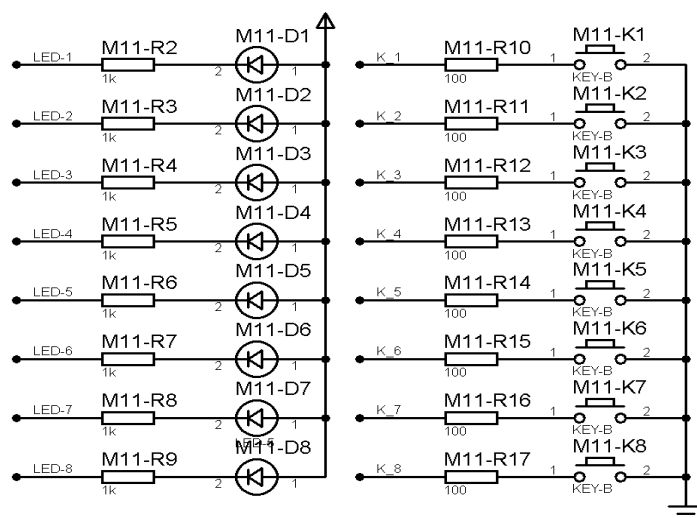 M11-D1 M11-K1
LED-1 M11-R2 K_1 M11-R10
1k 2 1 100 1 KEY-B 2
M11-D2 M11-K2
LED-2 M11-R3 K_2 M11-R11
1k 2 1 100 1 KEY-B 2
M11-D3 M11-K3
LED-3 M11-R4 K_3 M11-R12
1k 2 1 100 1 KEY-B 2
M11-D4 M11-K4
LED-4 M11-R5 K_4 M11-R13
1k 2 1 100 1 KEY-B 2
M11-D5 M11-K5
LED-5 M11-R6 K_5 M11-R14
1k 2 1 100 1 KEY-B 2
M11-D6 M11-K6
LED-6 M11-R7 K_6 M11-R15
1k 2 1 100 1 KEY-B 2
M11-D7 M11-K7
LED-7 M11-R8 K_7 M11-R16
1k 2 1 100 1 KEY-B 2
M11-D8 M11-K8
LED-8 M11-R9 K_8 M11-R17
1k 2 1 100 1 KEY-B 2